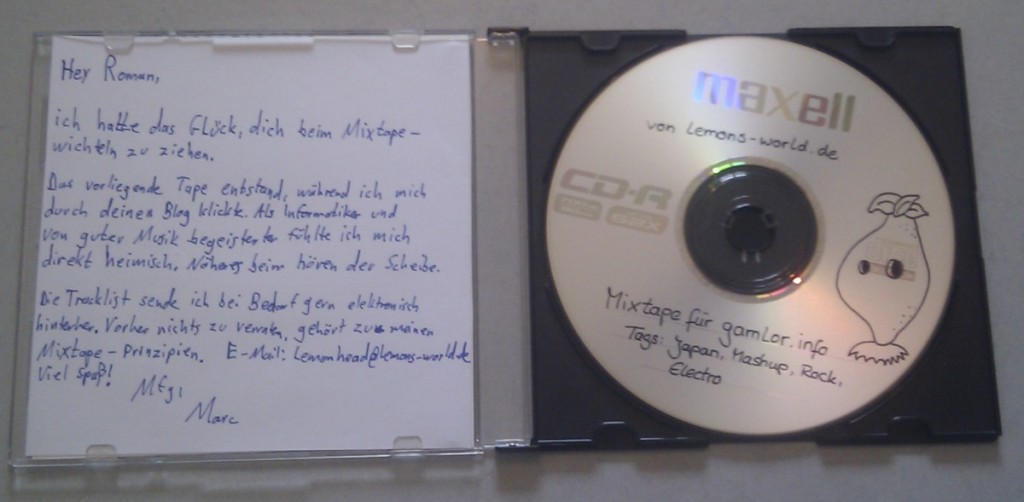 Hey Roman,
ich hatte das Glück, dich beim Mixtape-
wichteln zu ziehen.
Das vorliegende Tape entstand, während ich mich
durch deinen Blog klickte. Als Informatiker und
von guter Musik begeisterter fühlte ich mich
direkt heimisch. Näheres beim hören der Scheibe.
Die Tracklist sende ich bei Bedarf gern elektronisch
hinterher. Vorher nichts zu verraten, gehört zu meinen
Mixtape-Prinzipien. E-Mail: Lemonhead@lemons-world.de
Viel Spaß!
Mfg,
Marc
maxell
von Lemons-world.de
CD-R
Mixtape für gamlor.info
Tags: Japan, Mashup, Rock,
Electro